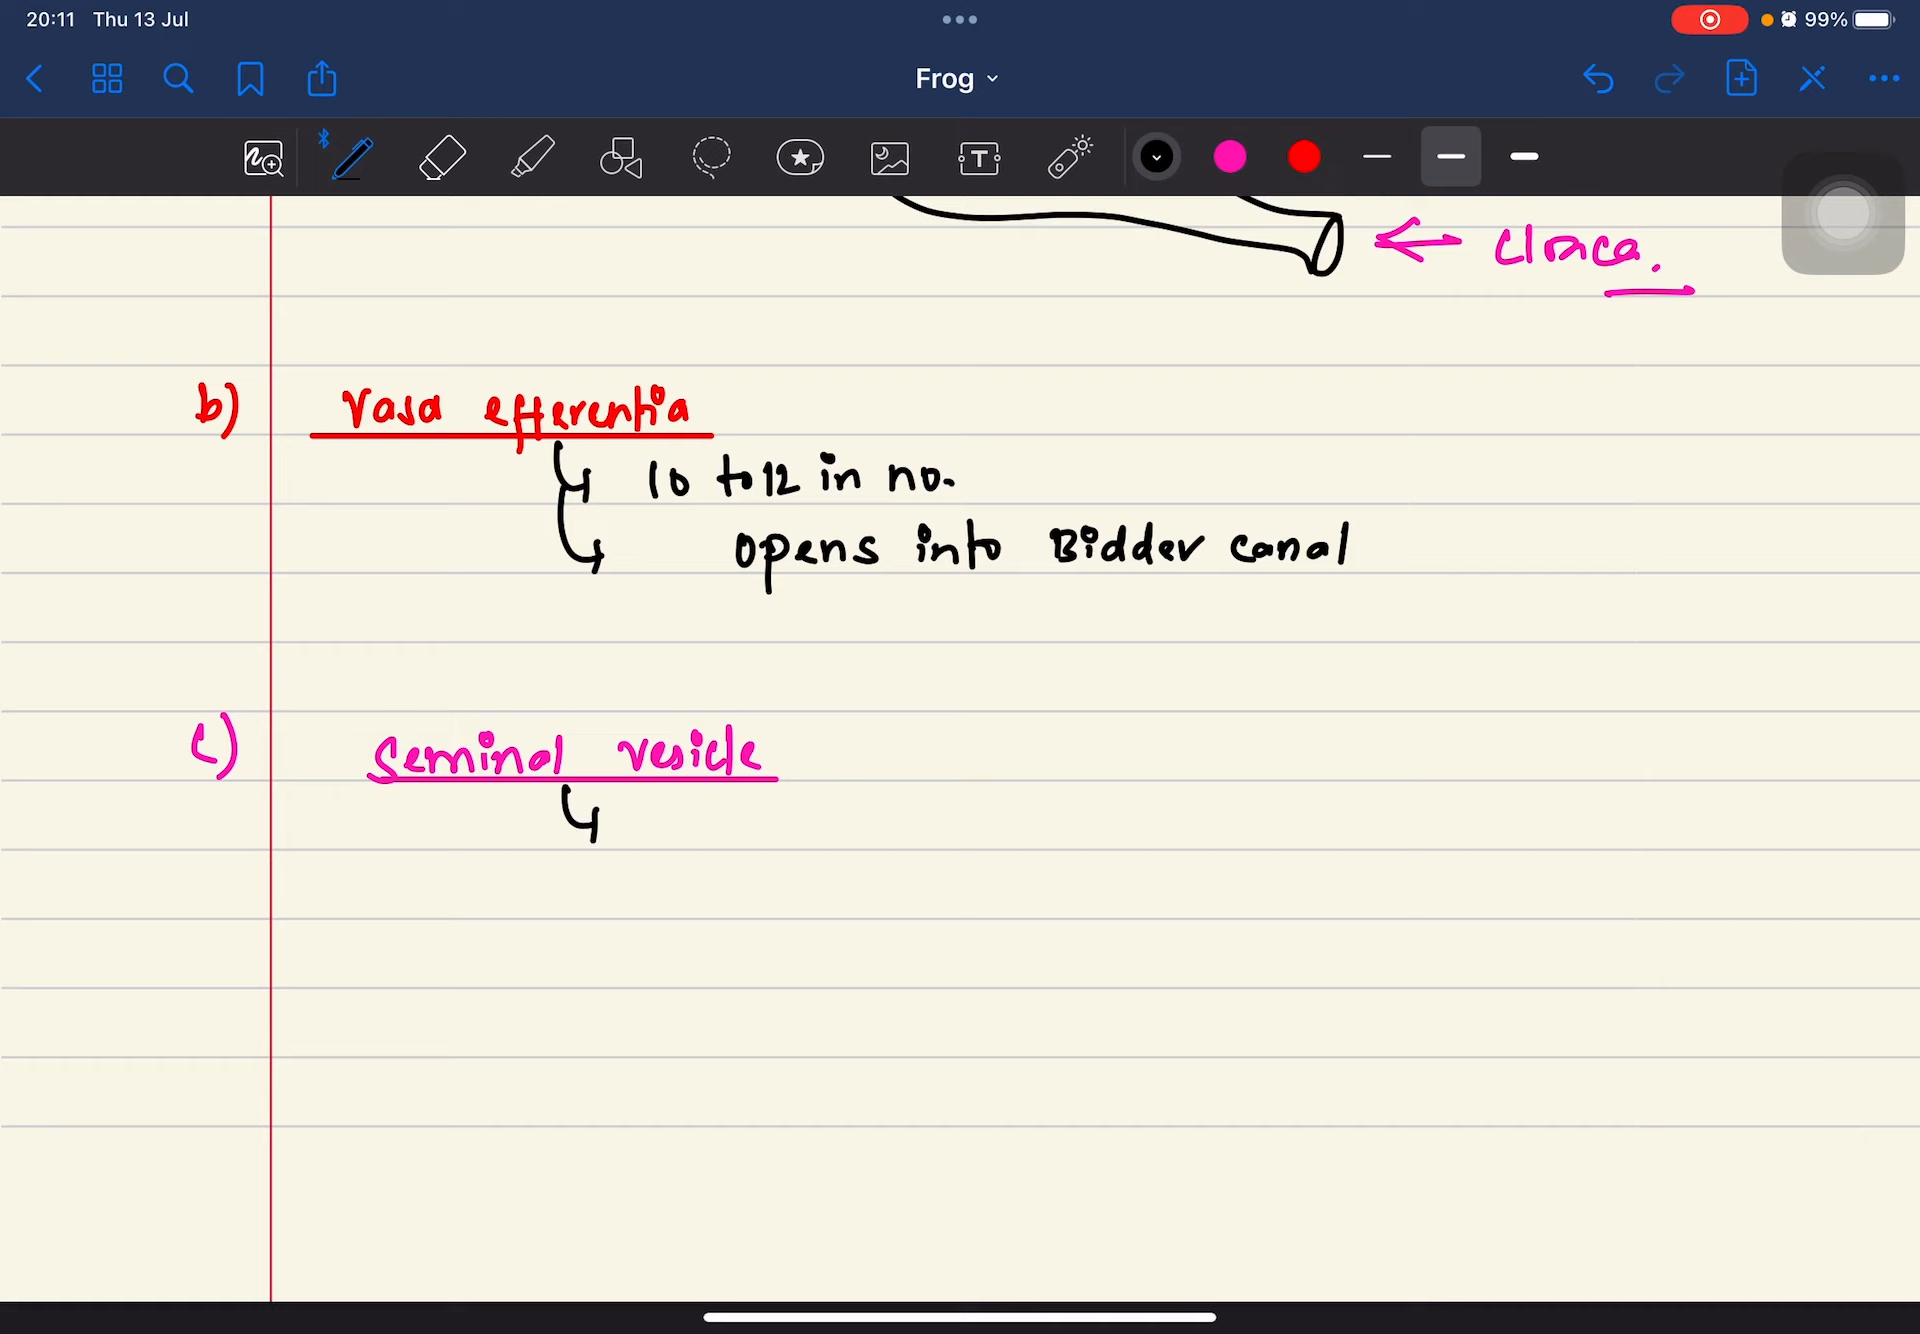 20:11 Thu 13 Jul
99%
Frog
T
cloaca.
b) Vasa efferentia
10 to 12 in no.
opens into Bidder canal
c) Seminal vesicle